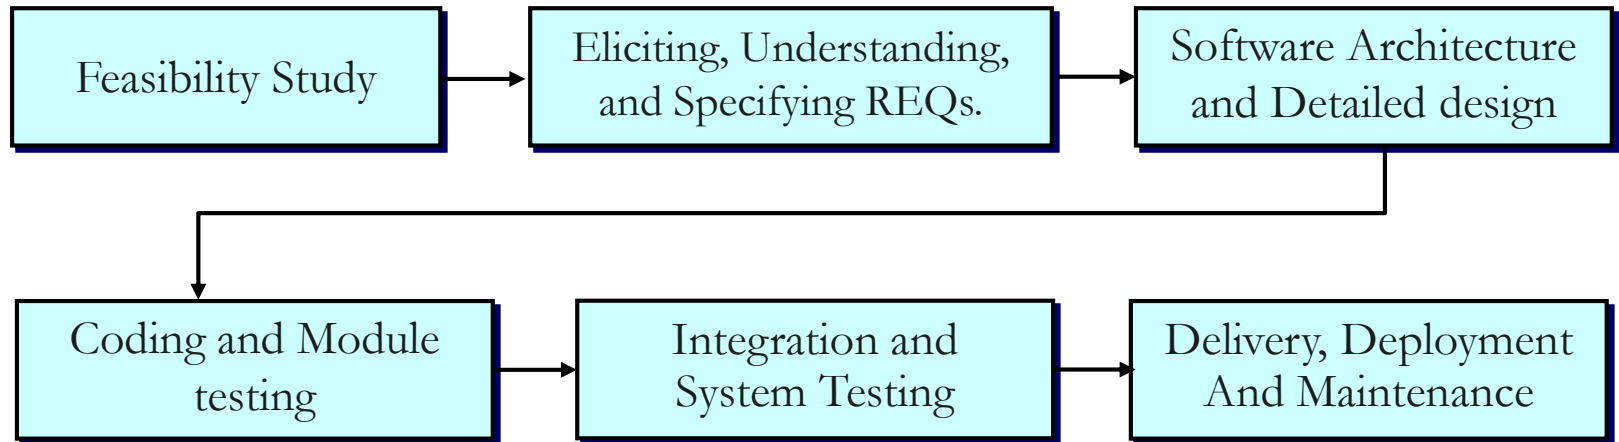 Feasibility Study
Eliciting, Understanding,
and Specifying REQs.
Software Architecture
and Detailed design
Coding and Module
testing
Integration and
System Testing
Delivery, Deployment
And Maintenance